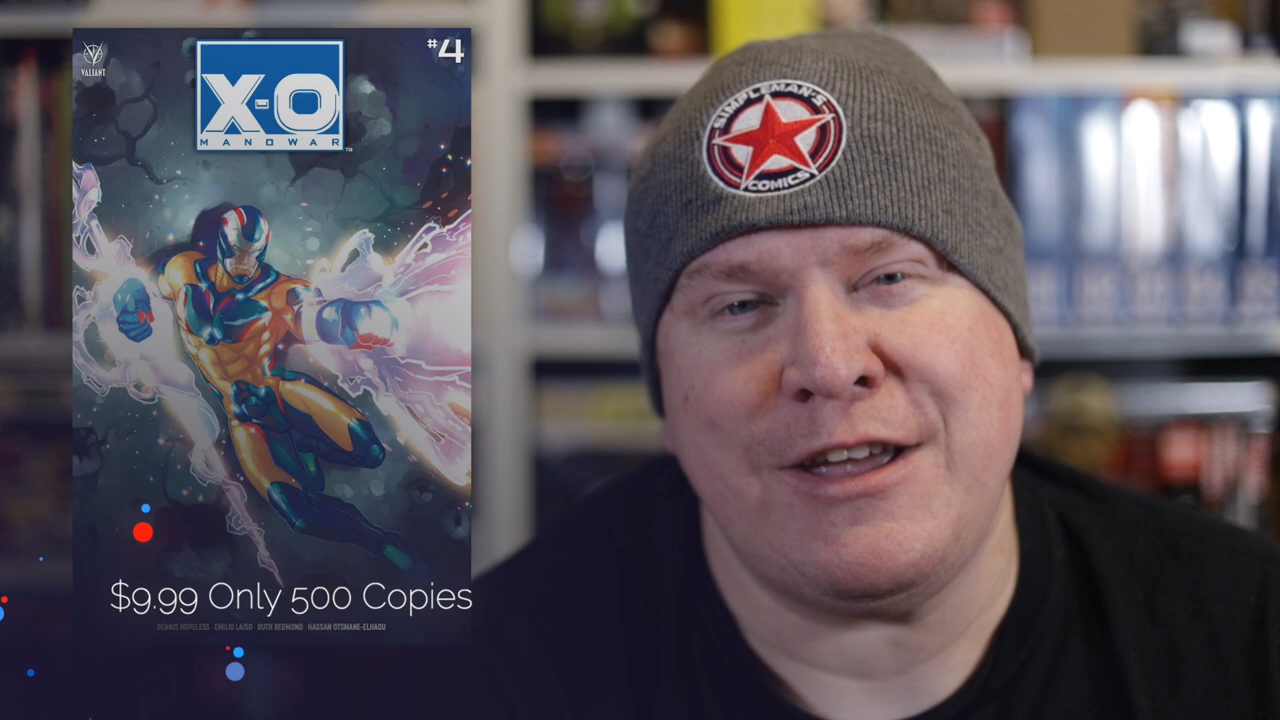 VALIANT
X-O
MANOWAR
TM
#4
$9.99 Only 500 Copies
DENNIS HOPELESS EMILIO LAISO RUTH REDMOND HASSAN OTSMANE-ELHAOU
SIMPLEMAN'S
COMICS